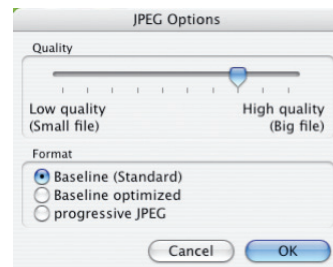 JPEG Options
Quality
Low quality High quality
(Small file) (Big file)
Format
Baseline (Standard)
Baseline optimized
progressive JPEG
Cancel OK